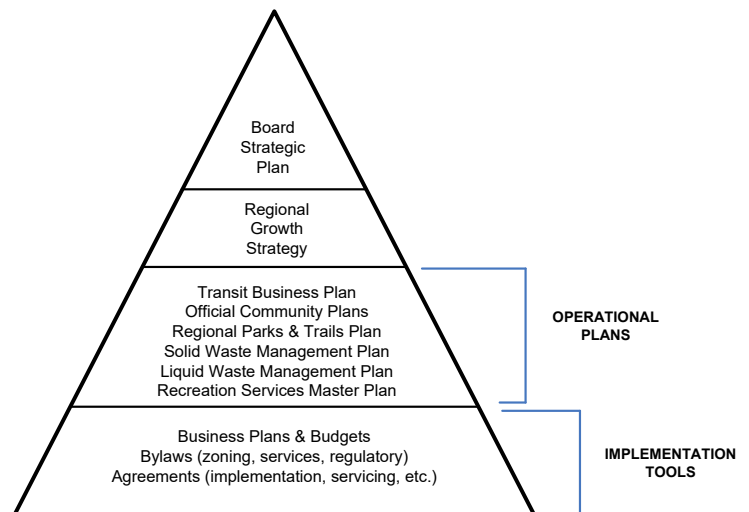 Board
Strategic
Plan
Regional
Growth
Strategy
Transit Business Plan
Official Community Plans
Regional Parks & Trails Plan
Solid Waste Management Plan
Liquid Waste Management Plan
Recreation Services Master Plan
OPERATIONAL
PLANS
Business Plans & Budgets
Bylaws (zoning, services, regulatory)
Agreements (implementation, servicing, etc.)
IMPLEMENTATION
TOOLS